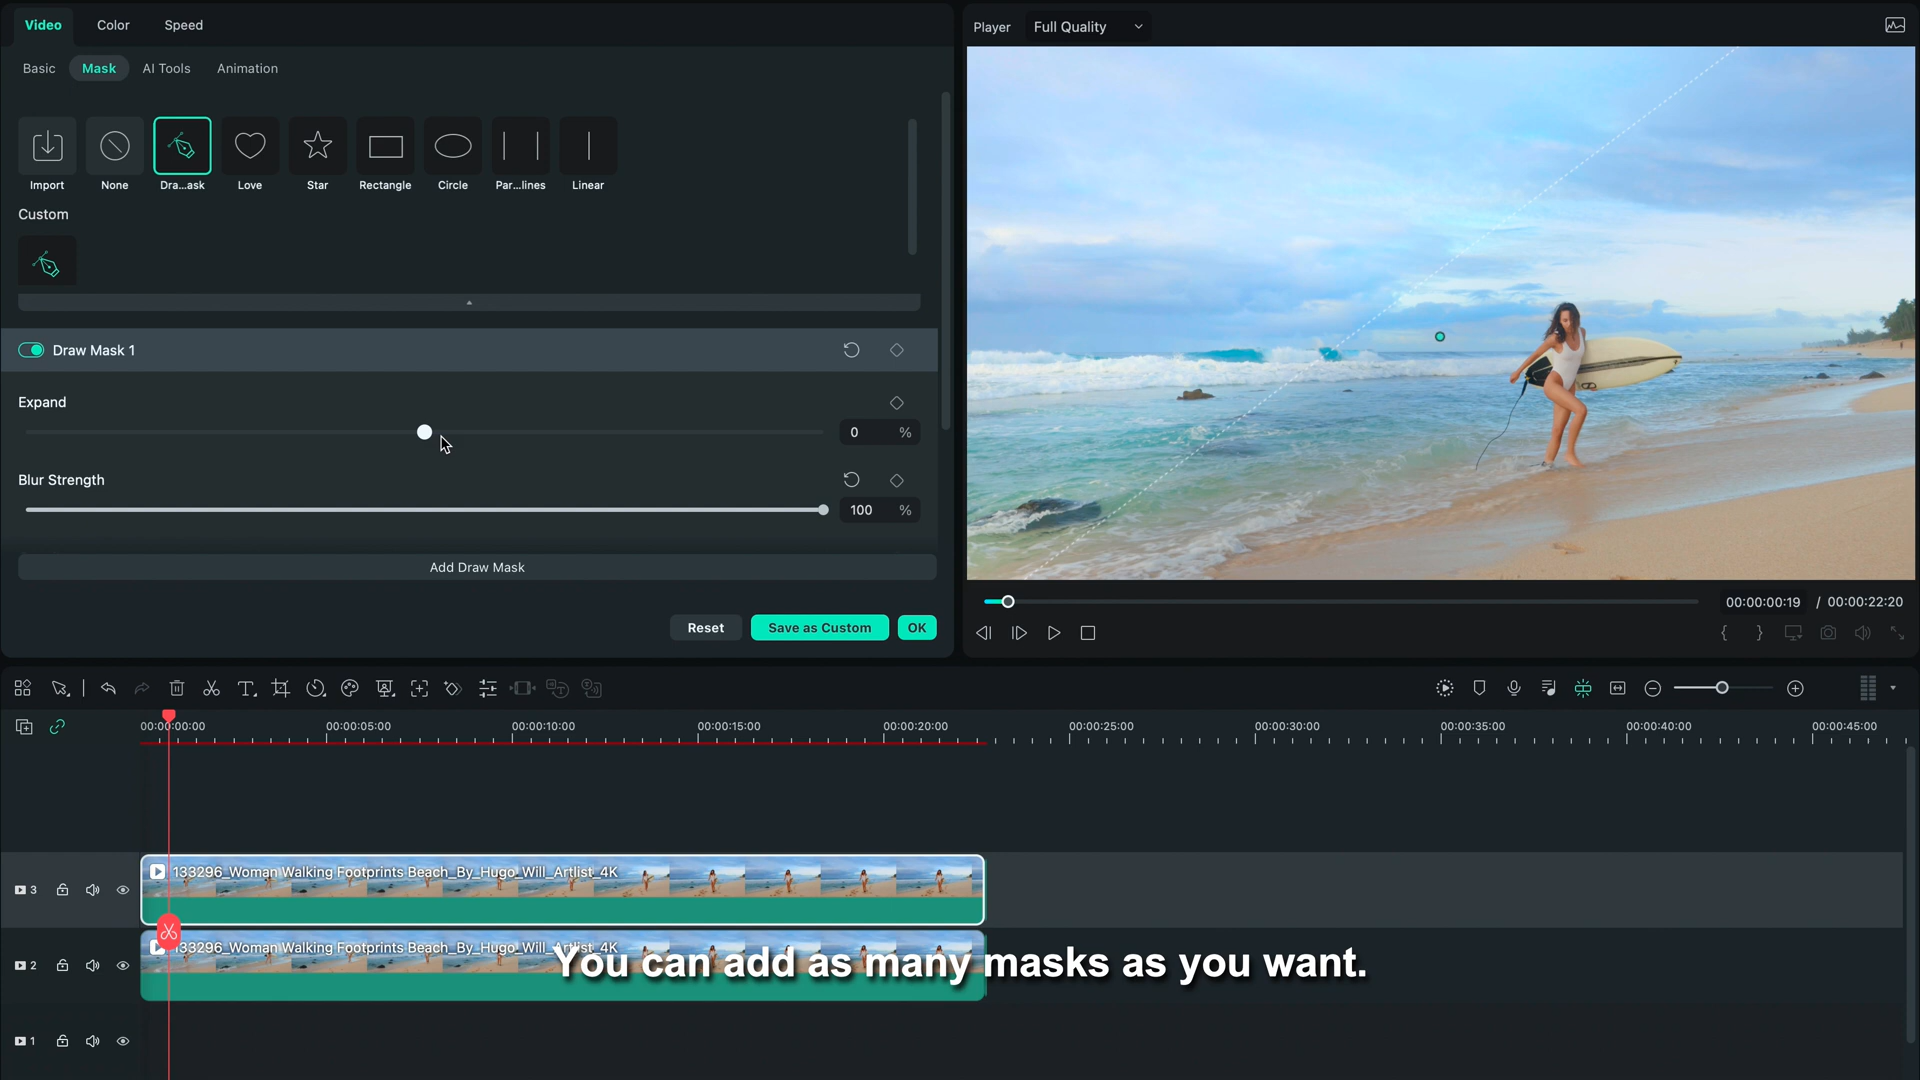 Video Color Speed
Player Full Quality
Basic Mask AI Tools Animation
Import None Dra...ask Love Star Rectangle Circle Par...lines Linear
Custom
Draw Mask 1
Expand
0 %
Blur Strength
100 %
Add Draw Mask
Reset Save as Custom OK
00:00:00:19 / 00:00:22:20
00:00:00:00 00:00:05:00 00:00:10:00 00:00:15:00 00:00:20:00 00:00:25:00 00:00:30:00 00:00:35:00 00:00:40:00 00:00:45:00
3
133296_Woman Walking Footprints Beach_By_Hugo_Will_Artlist_4K
2
133296_Woman Walking Footprints Beach_By_Hugo_Will_Artlist_4K
You can add as many masks as you want.
1